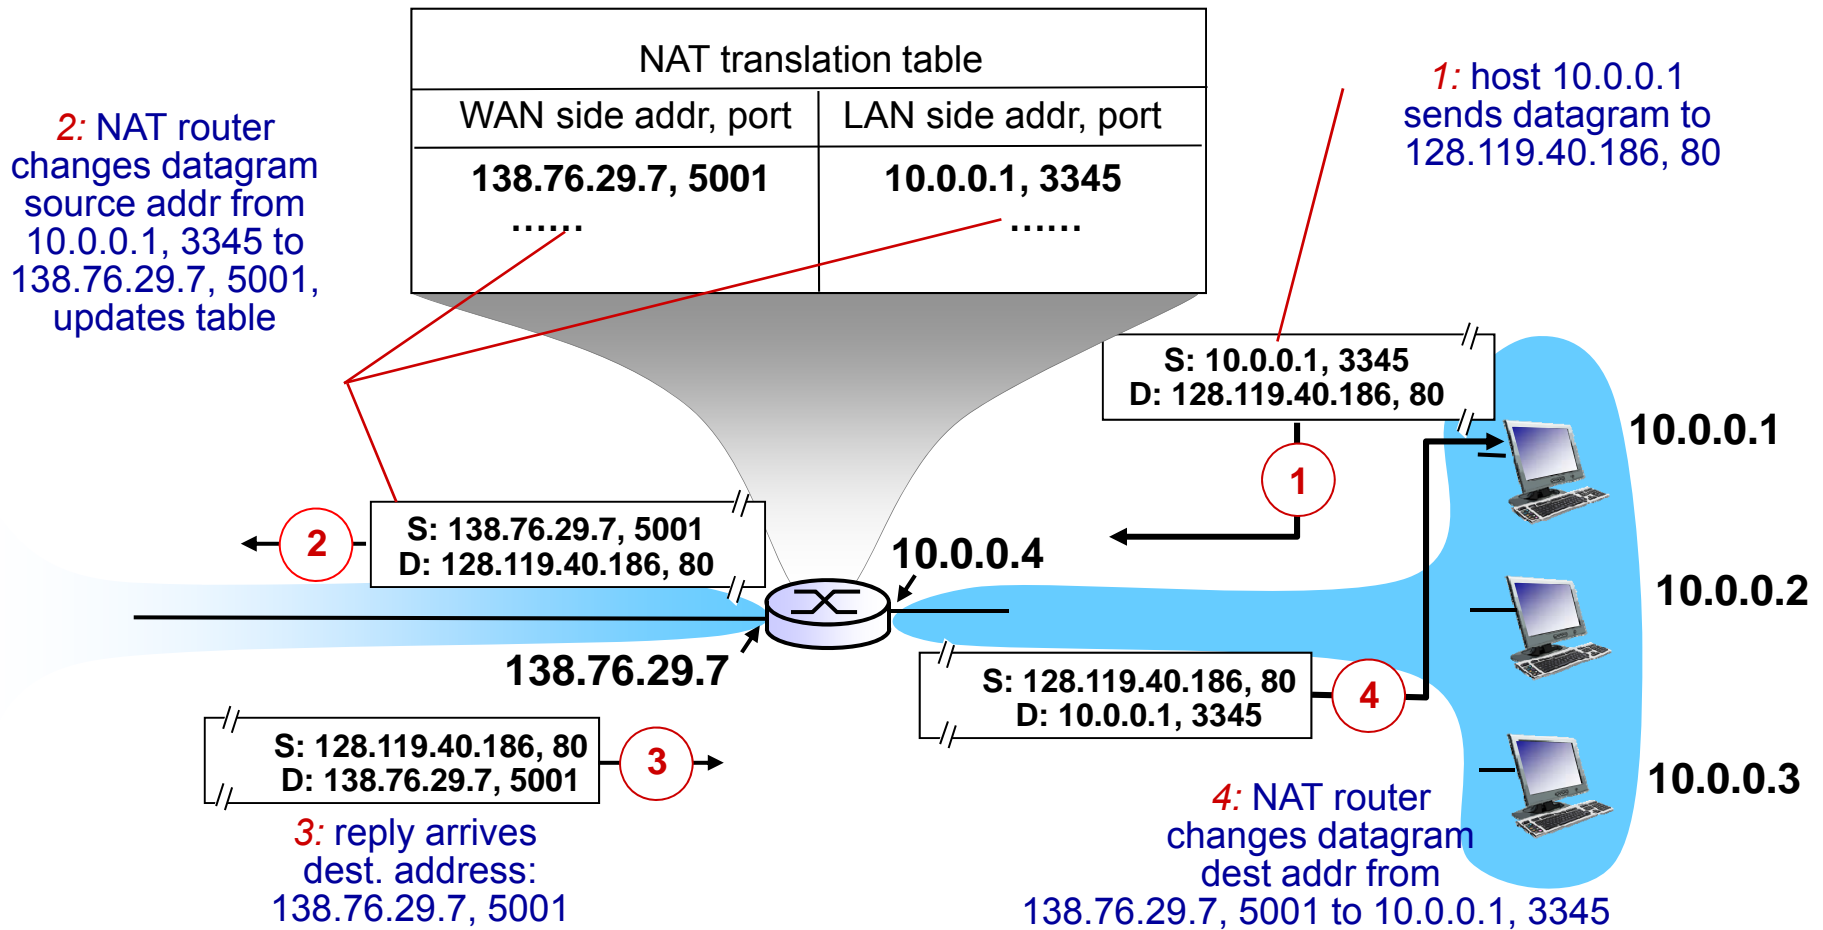 NAT translation table
WAN side addr, port
LAN side addr, port
138.76.29.7, 5001
10.0.0.1, 3345
......
......
1: host 10.0.0.1
sends datagram to
128.119.40.186, 80
2: NAT router
changes datagram
source addr from
10.0.0.1, 3345 to
138.76.29.7, 5001,
updates table
S: 10.0.0.1, 3345
D: 128.119.40.186, 80
1
10.0.0.1
S: 138.76.29.7, 5001
D: 128.119.40.186, 80
2
10.0.0.4
10.0.0.2
138.76.29.7
S: 128.119.40.186, 80
D: 10.0.0.1, 3345
4
S: 128.119.40.186, 80
D: 138.76.29.7, 5001
3
10.0.0.3
3: reply arrives
dest. address:
138.76.29.7, 5001
4: NAT router
changes datagram
dest addr from
138.76.29.7, 5001 to 10.0.0.1, 3345